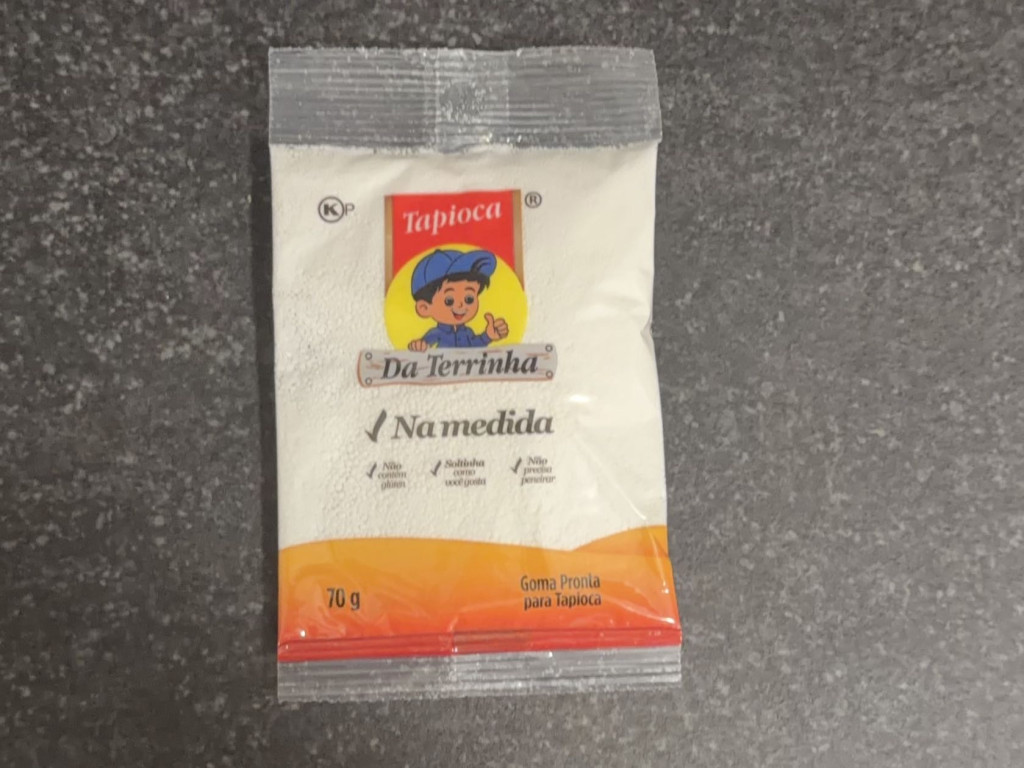 K P
Tapioca ®
Da Terrinha
Na medida
Não
contém
glúten
Soltinha
como
você gosta
Não
precisa
peneirar
70 g
Goma Pronta
para Tapioca